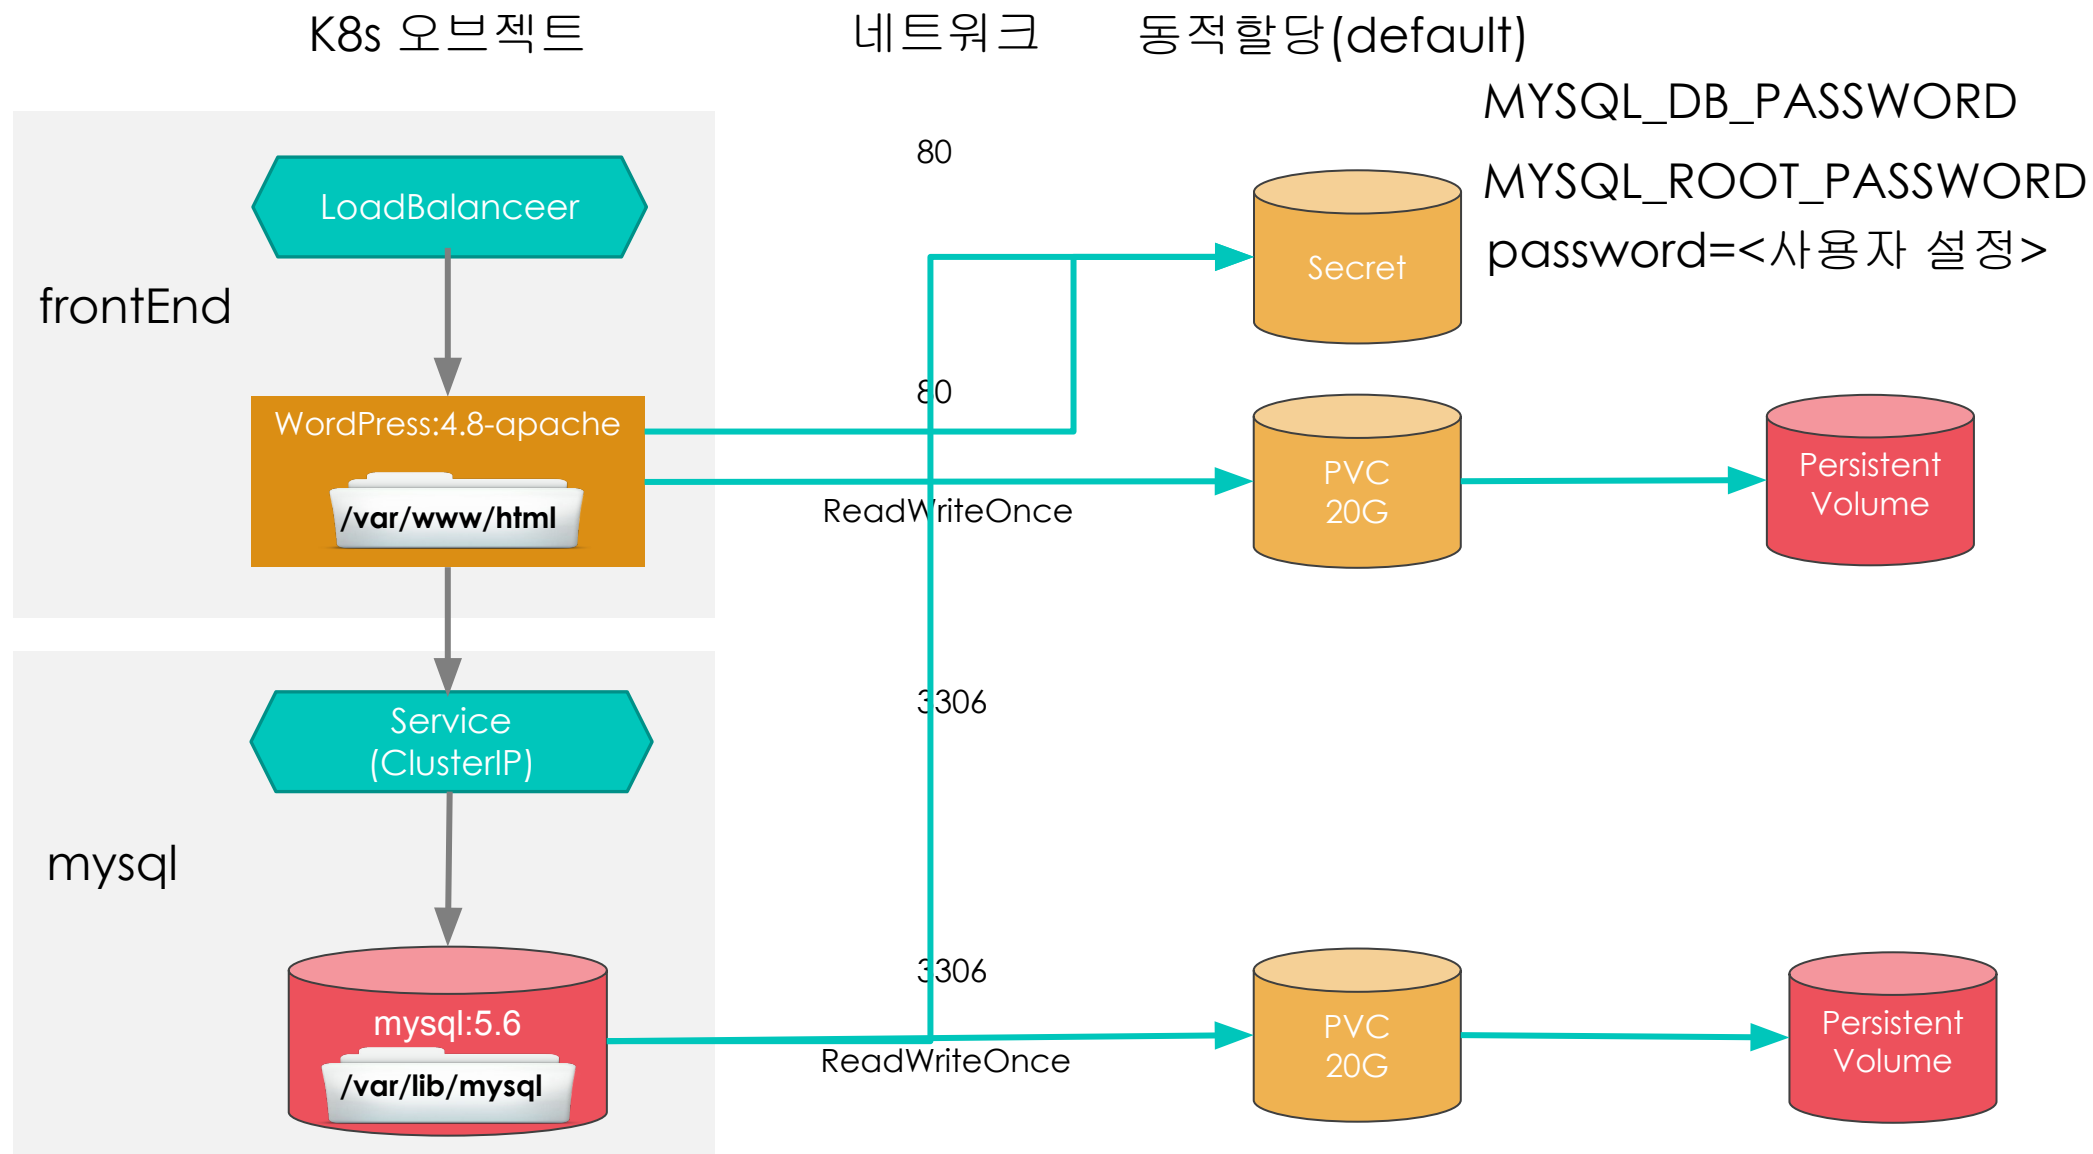 K8s 오브젝트
네트워크
동적할당(default)
MYSQL_DB_PASSWORD
MYSQL_ROOT_PASSWORD
password=<사용자 설정>
80
LoadBalanceer
Secret
frontEnd
80
WordPress:4.8-apache
/var/www/html
ReadWriteOnce
PVC
20G
Persistent
Volume
3306
Service
(ClusterIP)
mysql
3306
mysql:5.6
/var/lib/mysql
ReadWriteOnce
PVC
20G
Persistent
Volume